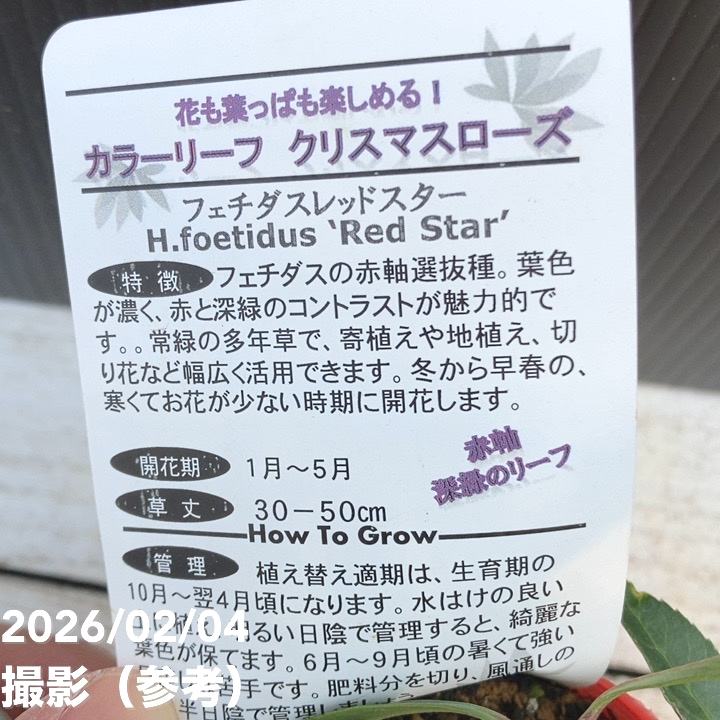 花も葉っぱも楽しめる！
カラーリーフ クリスマスローズ
フェチダスレッドスター
H.foetidus ‘Red Star’
特徴 フェチダスの赤軸選抜種。葉色
が濃く、赤と深緑のコントラストが魅力的で
す。。常緑の多年草で、寄植えや地植え、切
り花など幅広く活用できます。冬から早春の、
寒くてお花が少ない時期に開花します。
赤軸
深緑のリーフ
開花期 1月～5月
草丈 30－50cm
How To Grow
管理 植え替え適期は、生育期の
10月～翌4月頃になります。水はけの良い
るい日陰で管理すると、綺麗な
葉色が保てます。6月～9月頃の暑くて強い
手です。肥料分を切り、風通しの
半日陰で管理しましょう
2026/02/04
撮影（参考）